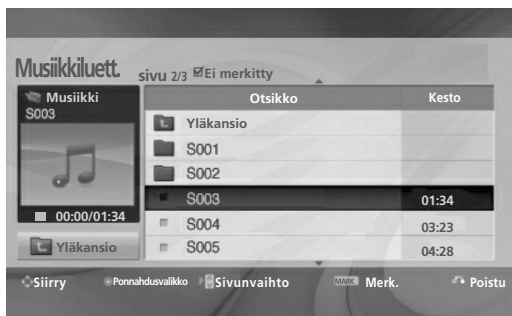 Musiikkiluett. sivu 2/3 Ei merkitty
Musiikki
S003
00:00/01:34
Yläkansio
Otsikko Kesto
Yläkansio
S001
S002
S003 01:34
S004 03:23
S005 04:28
Siirry Ponnahdusvalikko Sivunvaihto MARK Merk. Poistu